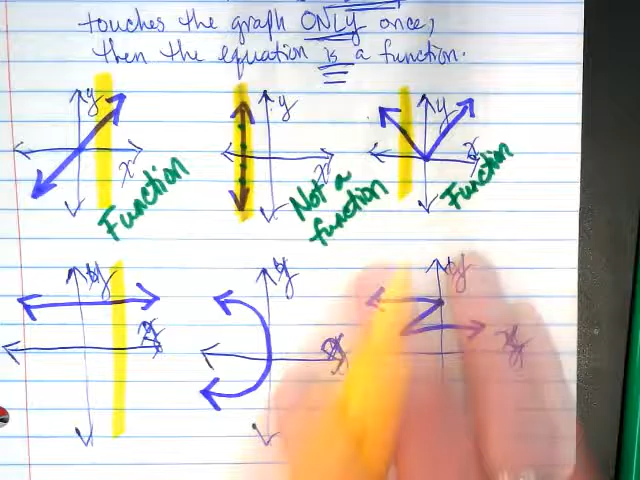 touches the graph ONLY once,
then the equation is a function.
y
y
y
x
x
x
Function
Not a
function
Function
y
y
y